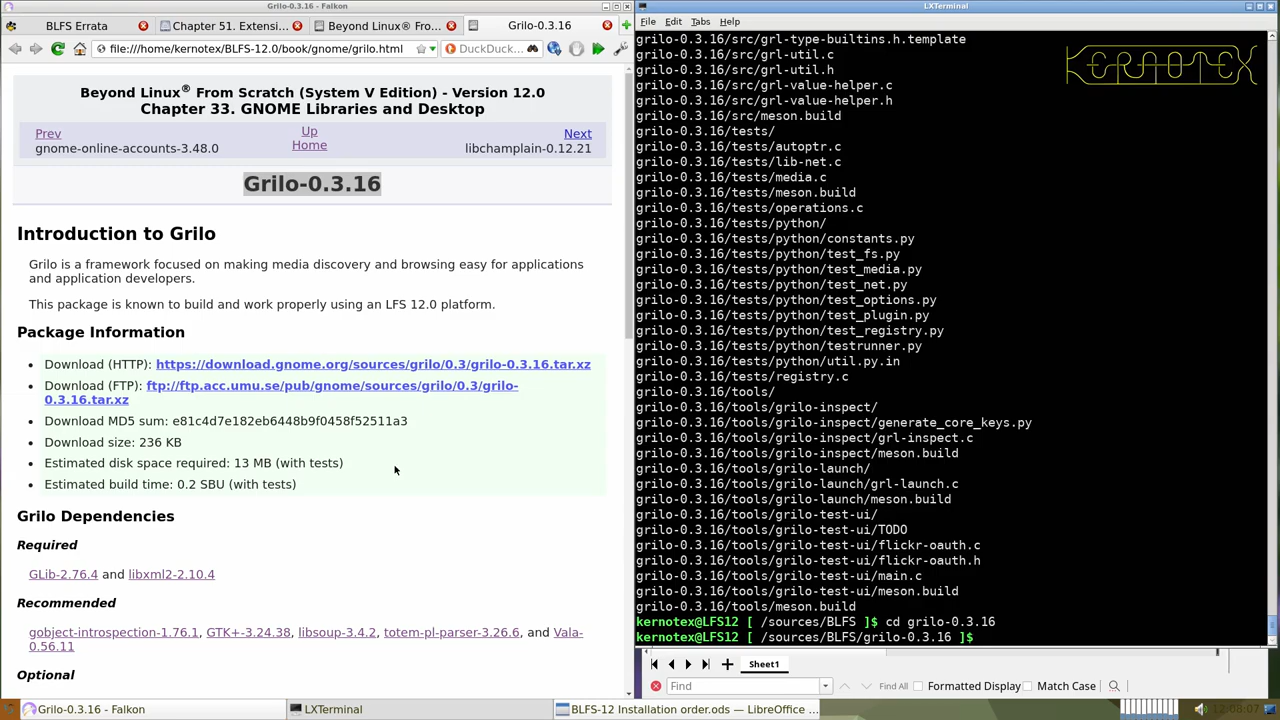 Grilo-0.3.16 - Falkon
BLFS Errata
Chapter 51. Extensi...
Beyond Linux® Fro...
Grilo-0.3.16
file:///home/kernotex/BLFS-12.0/book/gnome/grilo.html
DuckDuc...
Beyond Linux® From Scratch (System V Edition) - Version 12.0
Chapter 33. GNOME Libraries and Desktop
Prev
Up
Next
gnome-online-accounts-3.48.0
Home
libchamplain-0.12.21
Grilo-0.3.16
Introduction to Grilo
Grilo is a framework focused on making media discovery and browsing easy for applications
and application developers.
This package is known to build and work properly using an LFS 12.0 platform.
Package Information
• Download (HTTP): https://download.gnome.org/sources/grilo/0.3/grilo-0.3.16.tar.xz
• Download (FTP): ftp://ftp.acc.umu.se/pub/gnome/sources/grilo/0.3/grilo-
0.3.16.tar.xz
• Download MD5 sum: e81c4d7e182eb6448b9f0458f52511a3
• Download size: 236 KB
• Estimated disk space required: 13 MB (with tests)
• Estimated build time: 0.2 SBU (with tests)
Grilo Dependencies
Required
GLib-2.76.4 and libxml2-2.10.4
Recommended
gobject-introspection-1.76.1, GTK+-3.24.38, libsoup-3.4.2, totem-pl-parser-3.26.6, and Vala-
0.56.11
Optional
LXTerminal
File Edit Tabs Help
grilo-0.3.16/src/grl-type-builtins.h.template
grilo-0.3.16/src/grl-util.c
grilo-0.3.16/src/grl-util.h
grilo-0.3.16/src/grl-value-helper.c
grilo-0.3.16/src/grl-value-helper.h
grilo-0.3.16/src/meson.build
grilo-0.3.16/tests/
grilo-0.3.16/tests/autoptr.c
grilo-0.3.16/tests/lib-net.c
grilo-0.3.16/tests/media.c
grilo-0.3.16/tests/meson.build
grilo-0.3.16/tests/operations.c
grilo-0.3.16/tests/python/
grilo-0.3.16/tests/python/constants.py
grilo-0.3.16/tests/python/test_fs.py
grilo-0.3.16/tests/python/test_media.py
grilo-0.3.16/tests/python/test_net.py
grilo-0.3.16/tests/python/test_options.py
grilo-0.3.16/tests/python/test_plugin.py
grilo-0.3.16/tests/python/test_registry.py
grilo-0.3.16/tests/python/testrunner.py
grilo-0.3.16/tests/python/util.py.in
grilo-0.3.16/tests/registry.c
grilo-0.3.16/tools/
grilo-0.3.16/tools/grilo-inspect/
grilo-0.3.16/tools/grilo-inspect/generate_core_keys.py
grilo-0.3.16/tools/grilo-inspect/grl-inspect.c
grilo-0.3.16/tools/grilo-inspect/meson.build
grilo-0.3.16/tools/grilo-launch/
grilo-0.3.16/tools/grilo-launch/grl-launch.c
grilo-0.3.16/tools/grilo-launch/meson.build
grilo-0.3.16/tools/grilo-test-ui/
grilo-0.3.16/tools/grilo-test-ui/TODO
grilo-0.3.16/tools/grilo-test-ui/flickr-oauth.c
grilo-0.3.16/tools/grilo-test-ui/flickr-oauth.h
grilo-0.3.16/tools/grilo-test-ui/main.c
grilo-0.3.16/tools/grilo-test-ui/meson.build
grilo-0.3.16/tools/meson.build
kernotex@LFS12 [ /sources/BLFS ]$ cd grilo-0.3.16
kernotex@LFS12 [ /sources/BLFS/grilo-0.3.16 ]$
KERNOTEX
Sheet1
Find
Find All
Formatted Display
Match Case
Grilo-0.3.16 - Falkon
LXTerminal
BLFS-12 Installation order.ods — LibreOffice ...
12:08:07